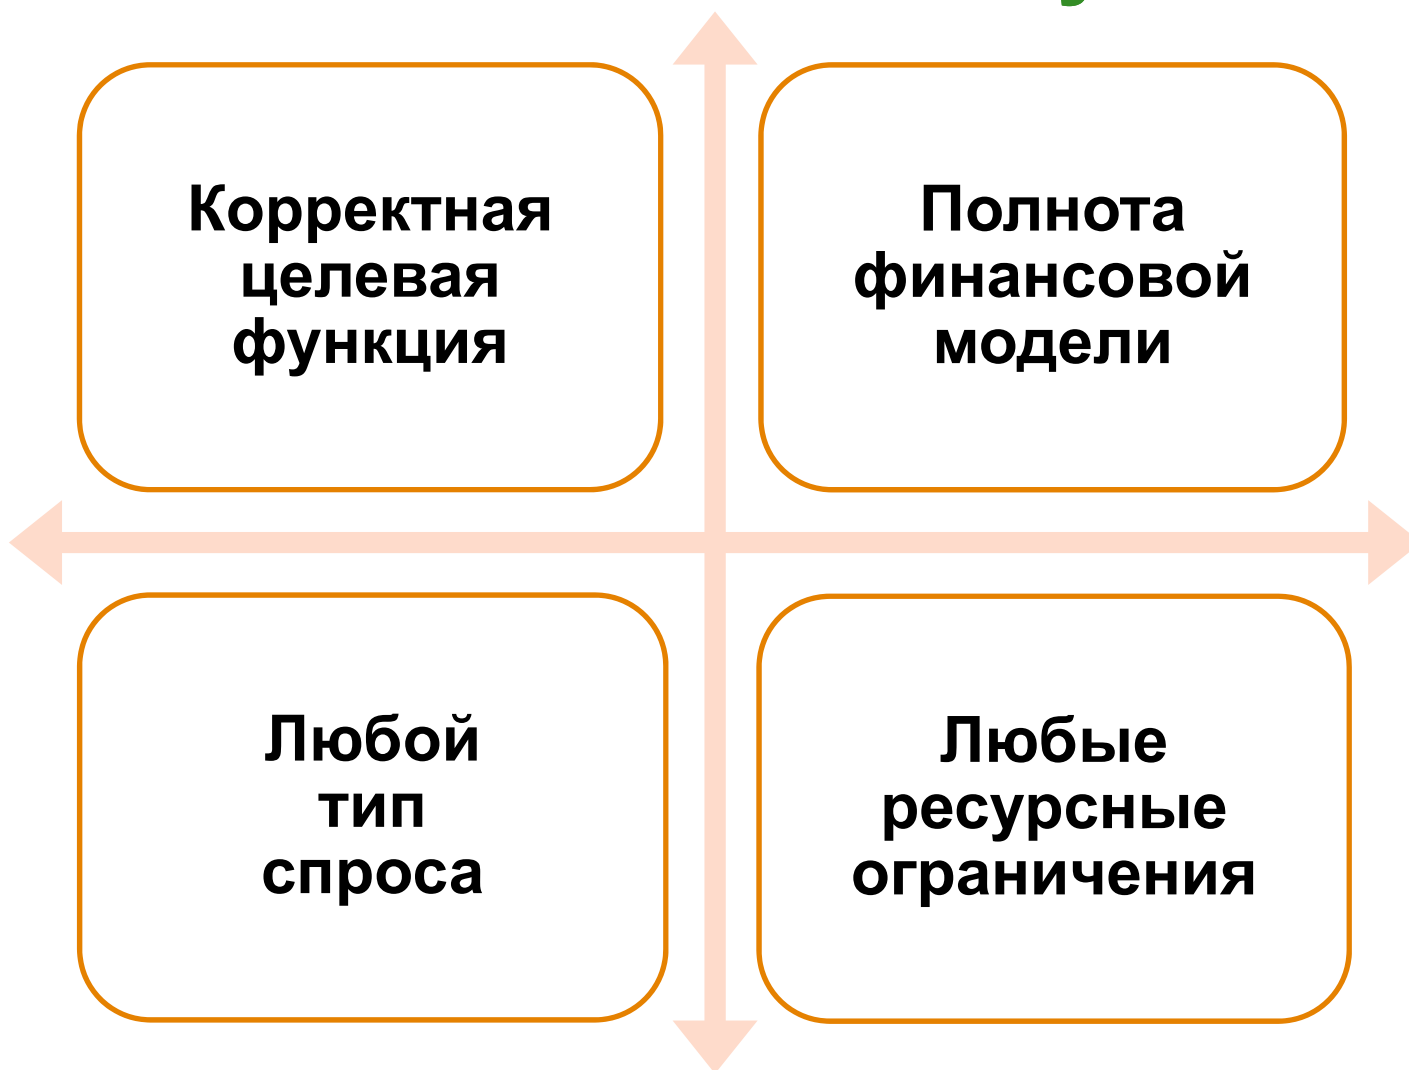 Корректная
целевая
функция
Полнота
финансовой
модели
Любой
тип
спроса
Любые
ресурсные
ограничения